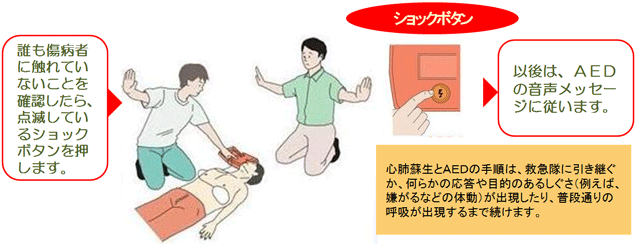 ショックボタン
誰も傷病者
に触れてい
ないことを
確認したら、
点滅してい
るショック
ボタンを押
します。
以後は、ＡＥＤ
の音声メッセー
ジに従います。
心肺蘇生とAEDの手順は、救急隊に引き継ぐ
か、何らかの応答や目的のあるしぐさ(例えば、
嫌がるなどの体動)が出現したり、普段通りの
呼吸が出現するまで続けます。